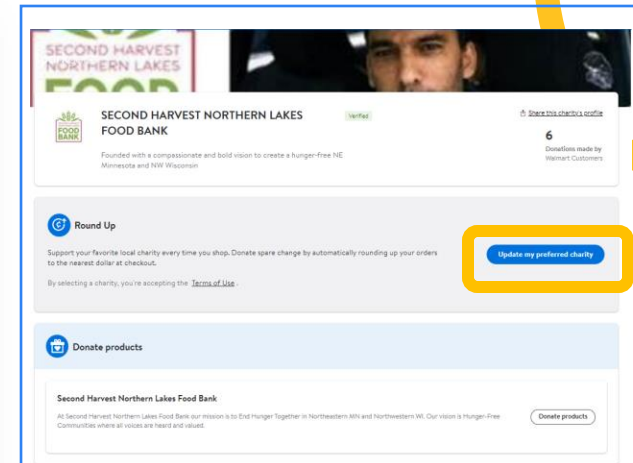 SECOND HARVEST
NORTHERN LAKES
FOOD
FOOD
BANK
SECOND HARVEST NORTHERN LAKES
FOOD BANK
Verified
Founded with a compassionate and bold vision to create a hunger-free NE
Minnesota and NW Wisconsin
Share this charity's profile
6
Donations made by
Walmart Customers
Round Up
Support your favorite local charity every time you shop. Donate spare change by automatically rounding up your orders
to the nearest dollar at checkout.
By selecting a charity, you're accepting the Terms of Use.
Update my preferred charity
Donate products
Second Harvest Northern Lakes Food Bank
At Second Harvest Northern Lakes Food Bank our mission is to End Hunger Together in Northeastern MN and Northwestern WI. Our vision is Hunger-Free
Communities where all voices are heard and valued.
Donate products